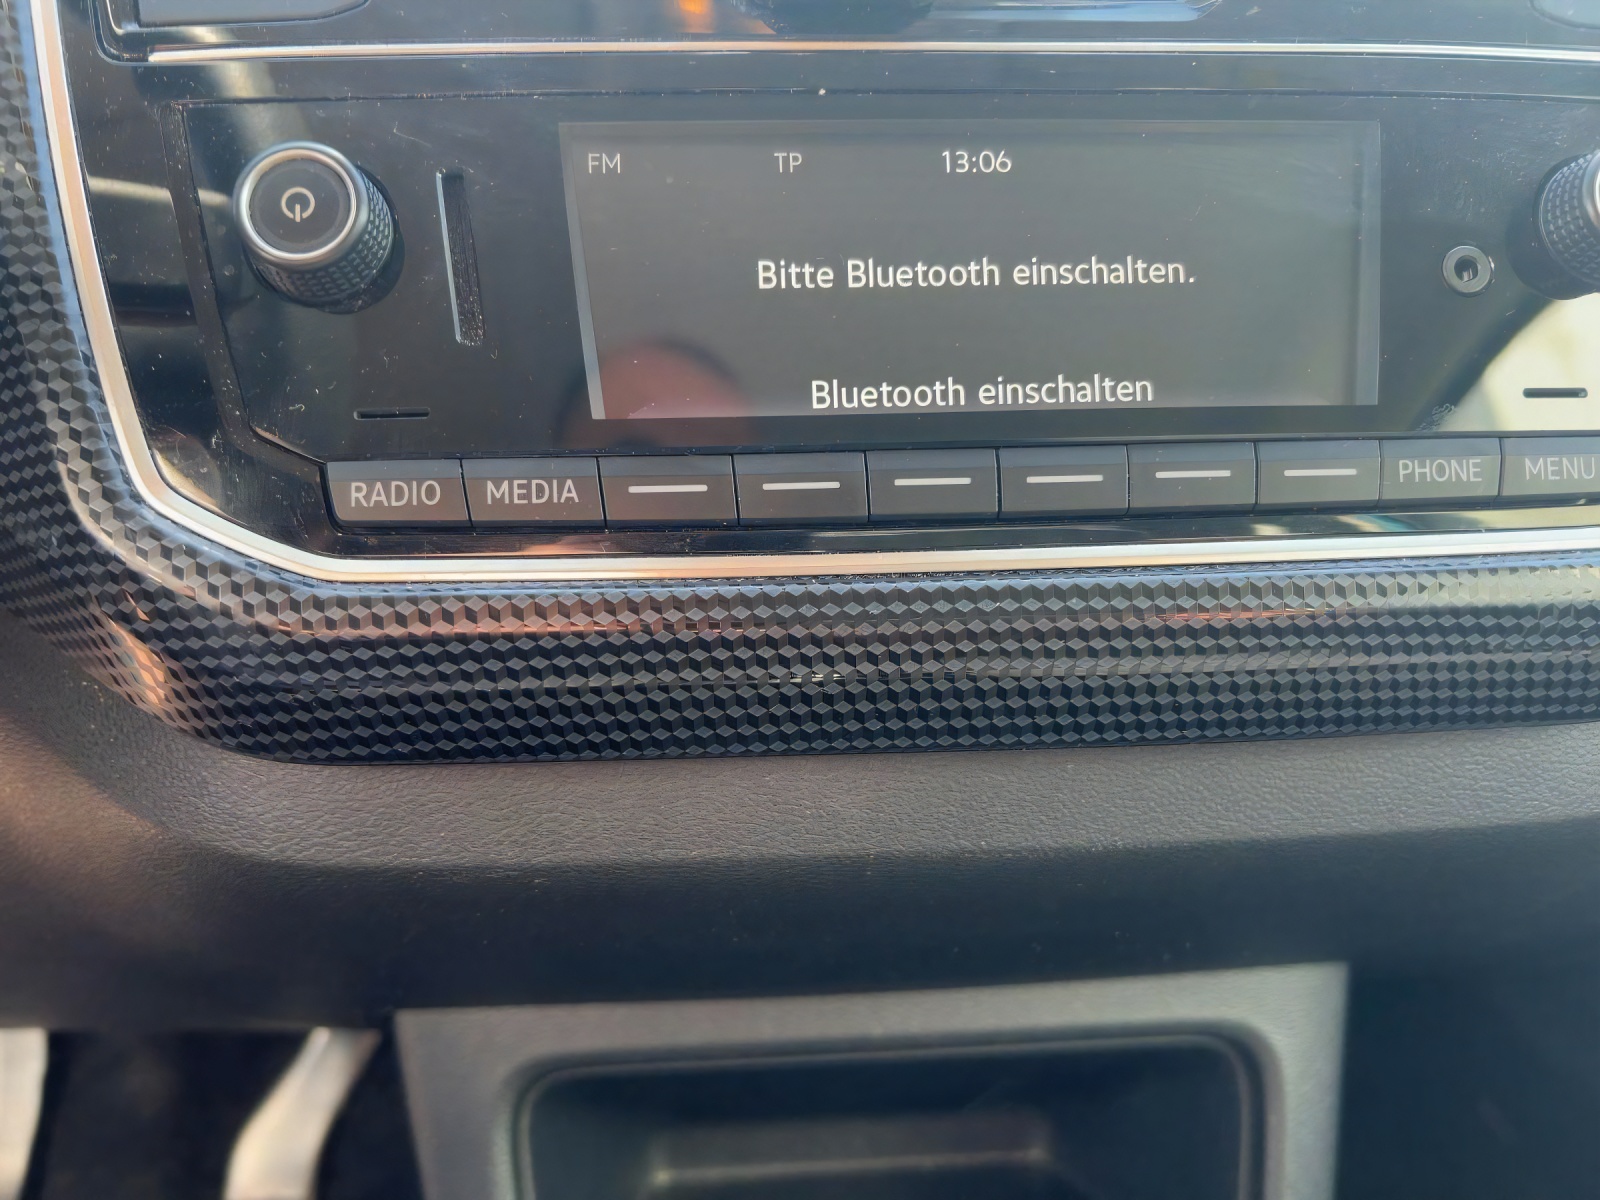 FM TP 13:06
Bitte Bluetooth einschalten.
Bluetooth einschalten
RADIO MEDIA PHONE MENU